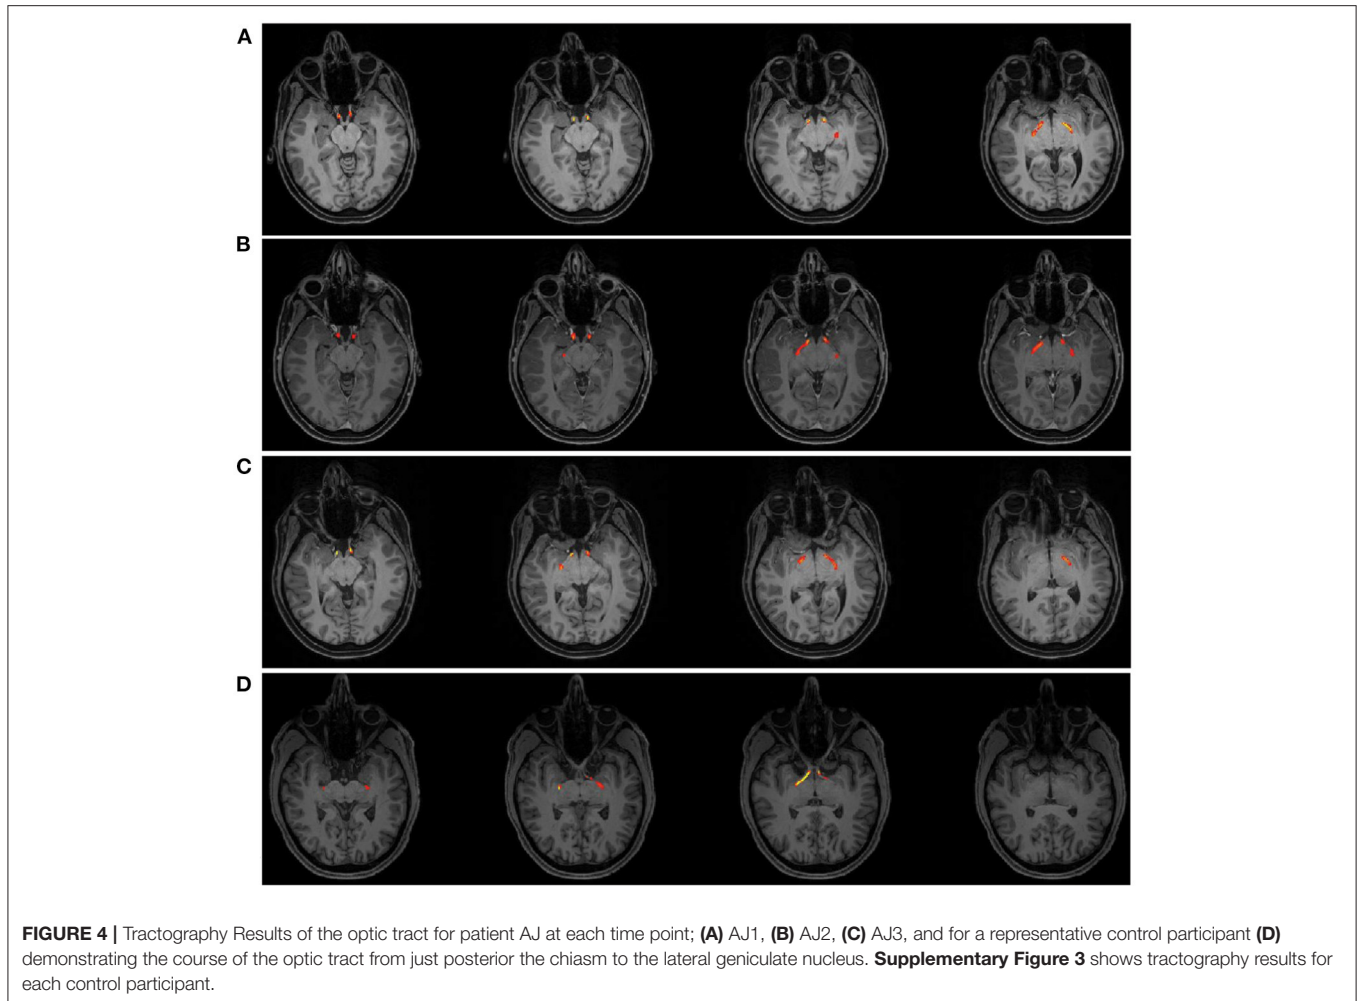 A
B
C
D
FIGURE 4 | Tractography Results of the optic tract for patient AJ at each time point; (A) AJ1, (B) AJ2, (C) AJ3, and for a representative control participant (D)
demonstrating the course of the optic tract from just posterior the chiasm to the lateral geniculate nucleus. Supplementary Figure 3 shows tractography results for
each control participant.